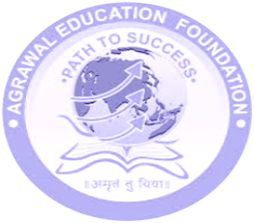 • AGRAWAL EDUCATION FOUNDATION •
•PATH TO SUCCESS•
॥अमृतं तु विद्या॥